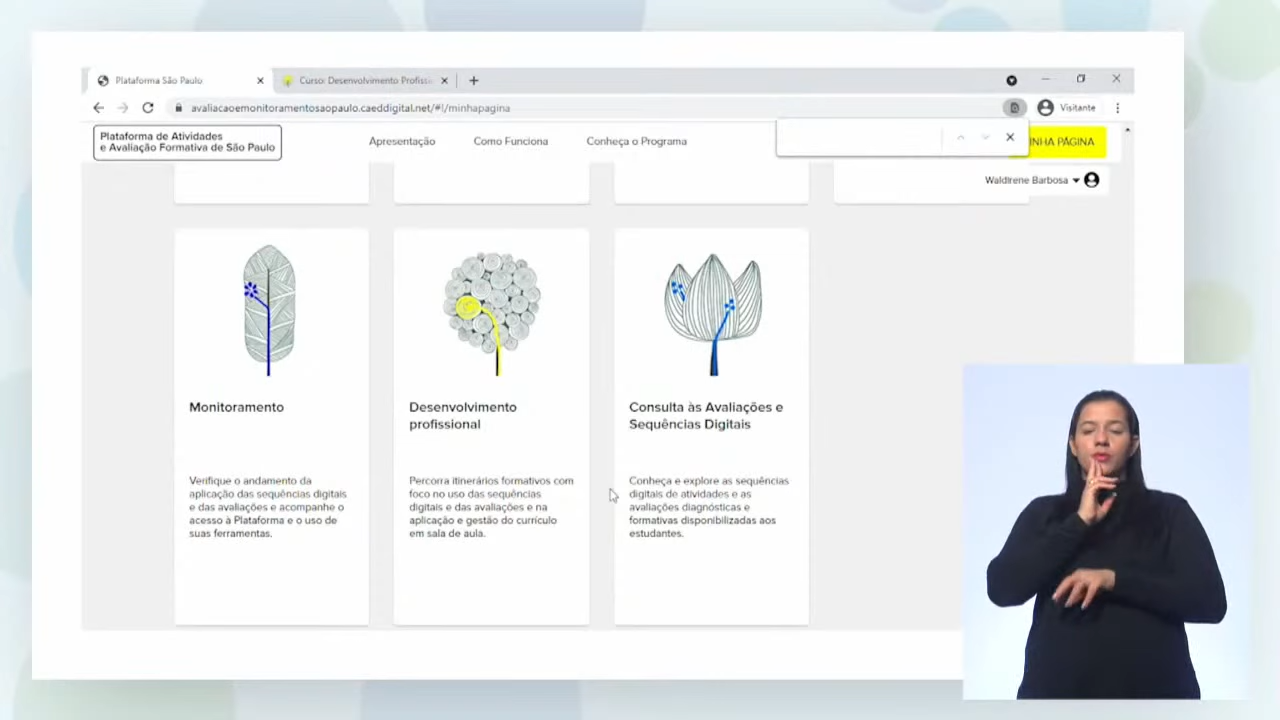 Plataforma São Paulo
Curso: Desenvolvimento Profissi
avaliacaoemonitoramentosaopaulo.caeddigital.net/#!/minhapagina
Visitante
Plataforma de Atividades
e Avaliação Formativa de São Paulo
Apresentação
Como Funciona
Conheça o Programa
INHA PÁGINA
Waldirene Barbosa
Monitoramento
Verifique o andamento da
aplicação das sequências digitais
e das avaliações e acompanhe o
acesso à Plataforma e o uso de
suas ferramentas.
Desenvolvimento
profissional
Percorra itinerários formativos com
foco no uso das sequências
digitais e das avaliações e na
aplicação e gestão do currículo
em sala de aula.
Consulta às Avaliações e
Sequências Digitais
Conheça e explore as sequências
digitais de atividades e as
avaliações diagnósticas e
formativas disponibilizadas aos
estudantes.